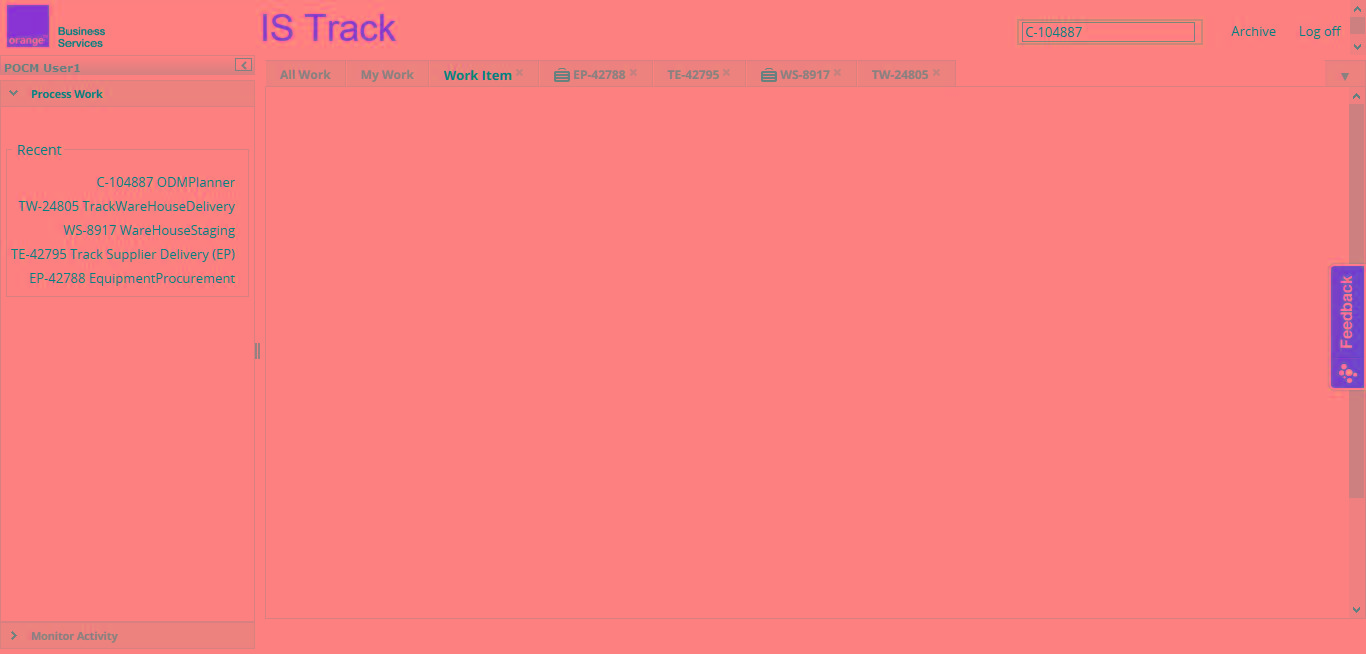 orange™
Business
Services
IS Track
C-104887
Archive
Log off
POCM User1
Process Work
Recent
C-104887 ODMPlanner
TW-24805 TrackWareHouseDelivery
WS-8917 WareHouseStaging
TE-42795 Track Supplier Delivery (EP)
EP-42788 EquipmentProcurement
Monitor Activity
All Work
My Work
Work Item
EP-42788
TE-42795
WS-8917
TW-24805
Feedback